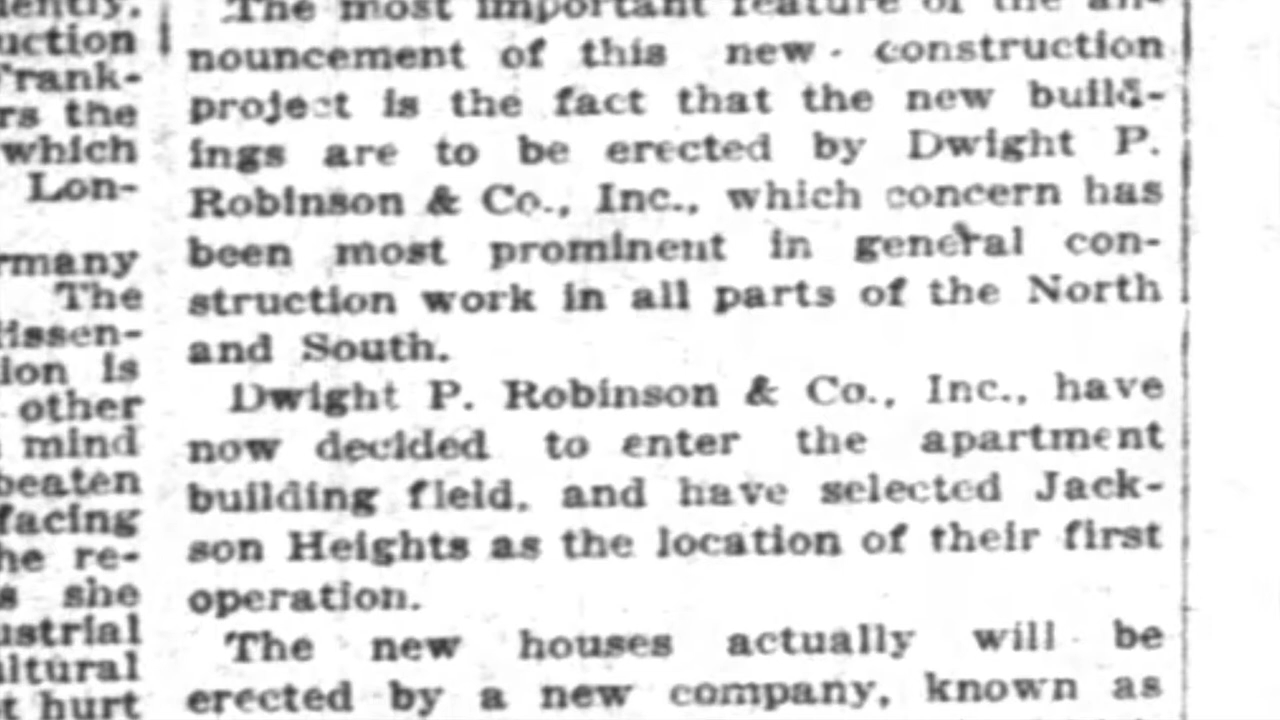 uction
Frank-
rs the
which
Lon-
rmany
The
dissen-
ion is
other
mind
beaten
facing
he re-
s she
ustrial
ultural
t hurt
The most important feature of the an-
nouncement of this new construction
project is the fact that the new build-
ings are to be erected by Dwight P.
Robinson & Co., Inc., which concern has
been most prominent in general con-
struction work in all parts of the North
and South.
Dwight P. Robinson & Co., Inc., have
now decided to enter the apartment
building field, and have selected Jack-
son Heights as the location of their first
operation.
The new houses actually will be
erected by a new company, known as